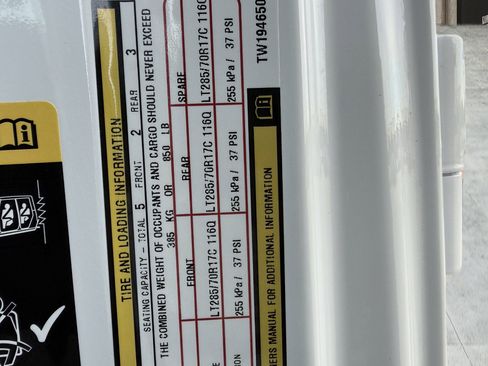 TIRE AND LOADING INFORMATION
SEATING CAPACITY - TOTAL 5 FRONT 2 REAR 3
THE COMBINED WEIGHT OF OCCUPANTS AND CARGO SHOULD NEVER EXCEED
385 KG OR 850 LB
FRONT REAR SPARE
LT285/70R17C 116Q LT285/70R17C 116Q LT285/70R17C 116Q
255 kPa / 37 PSI 255 kPa / 37 PSI 255 kPa / 37 PSI
ERS MANUAL FOR ADDITIONAL INFORMATION
TW194650